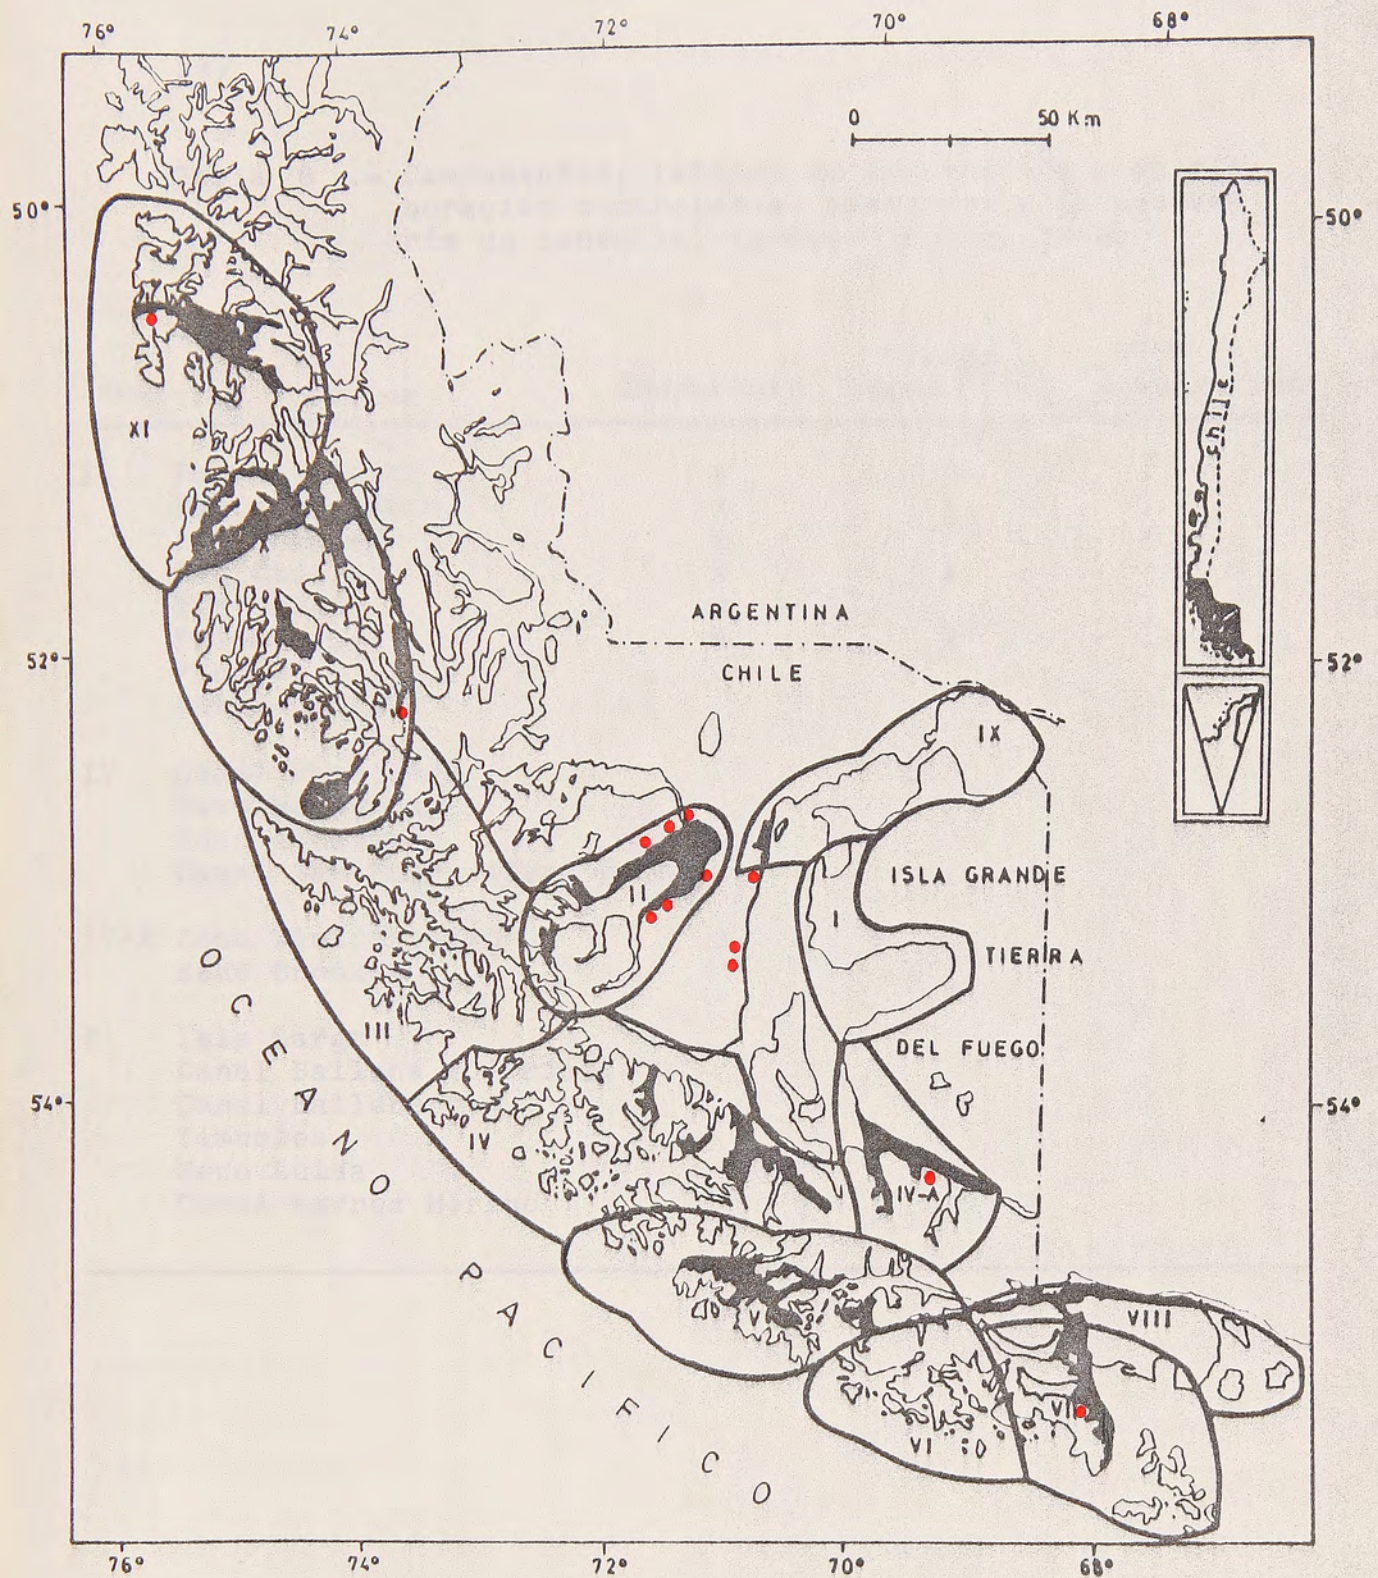 76° 74° 72° 70° 68°
0 50 Km
50° 50°
chile
XI
X
ARGENTINA
52° 52°
CHILE
IX
II
ISLA GRANDE
I
TIERRA
III
DEL FUEGO
54° 54°
IV
IV-A
V
VIII
VII
VI
OCEANO PACIFICO
76° 74° 72° 70° 68°